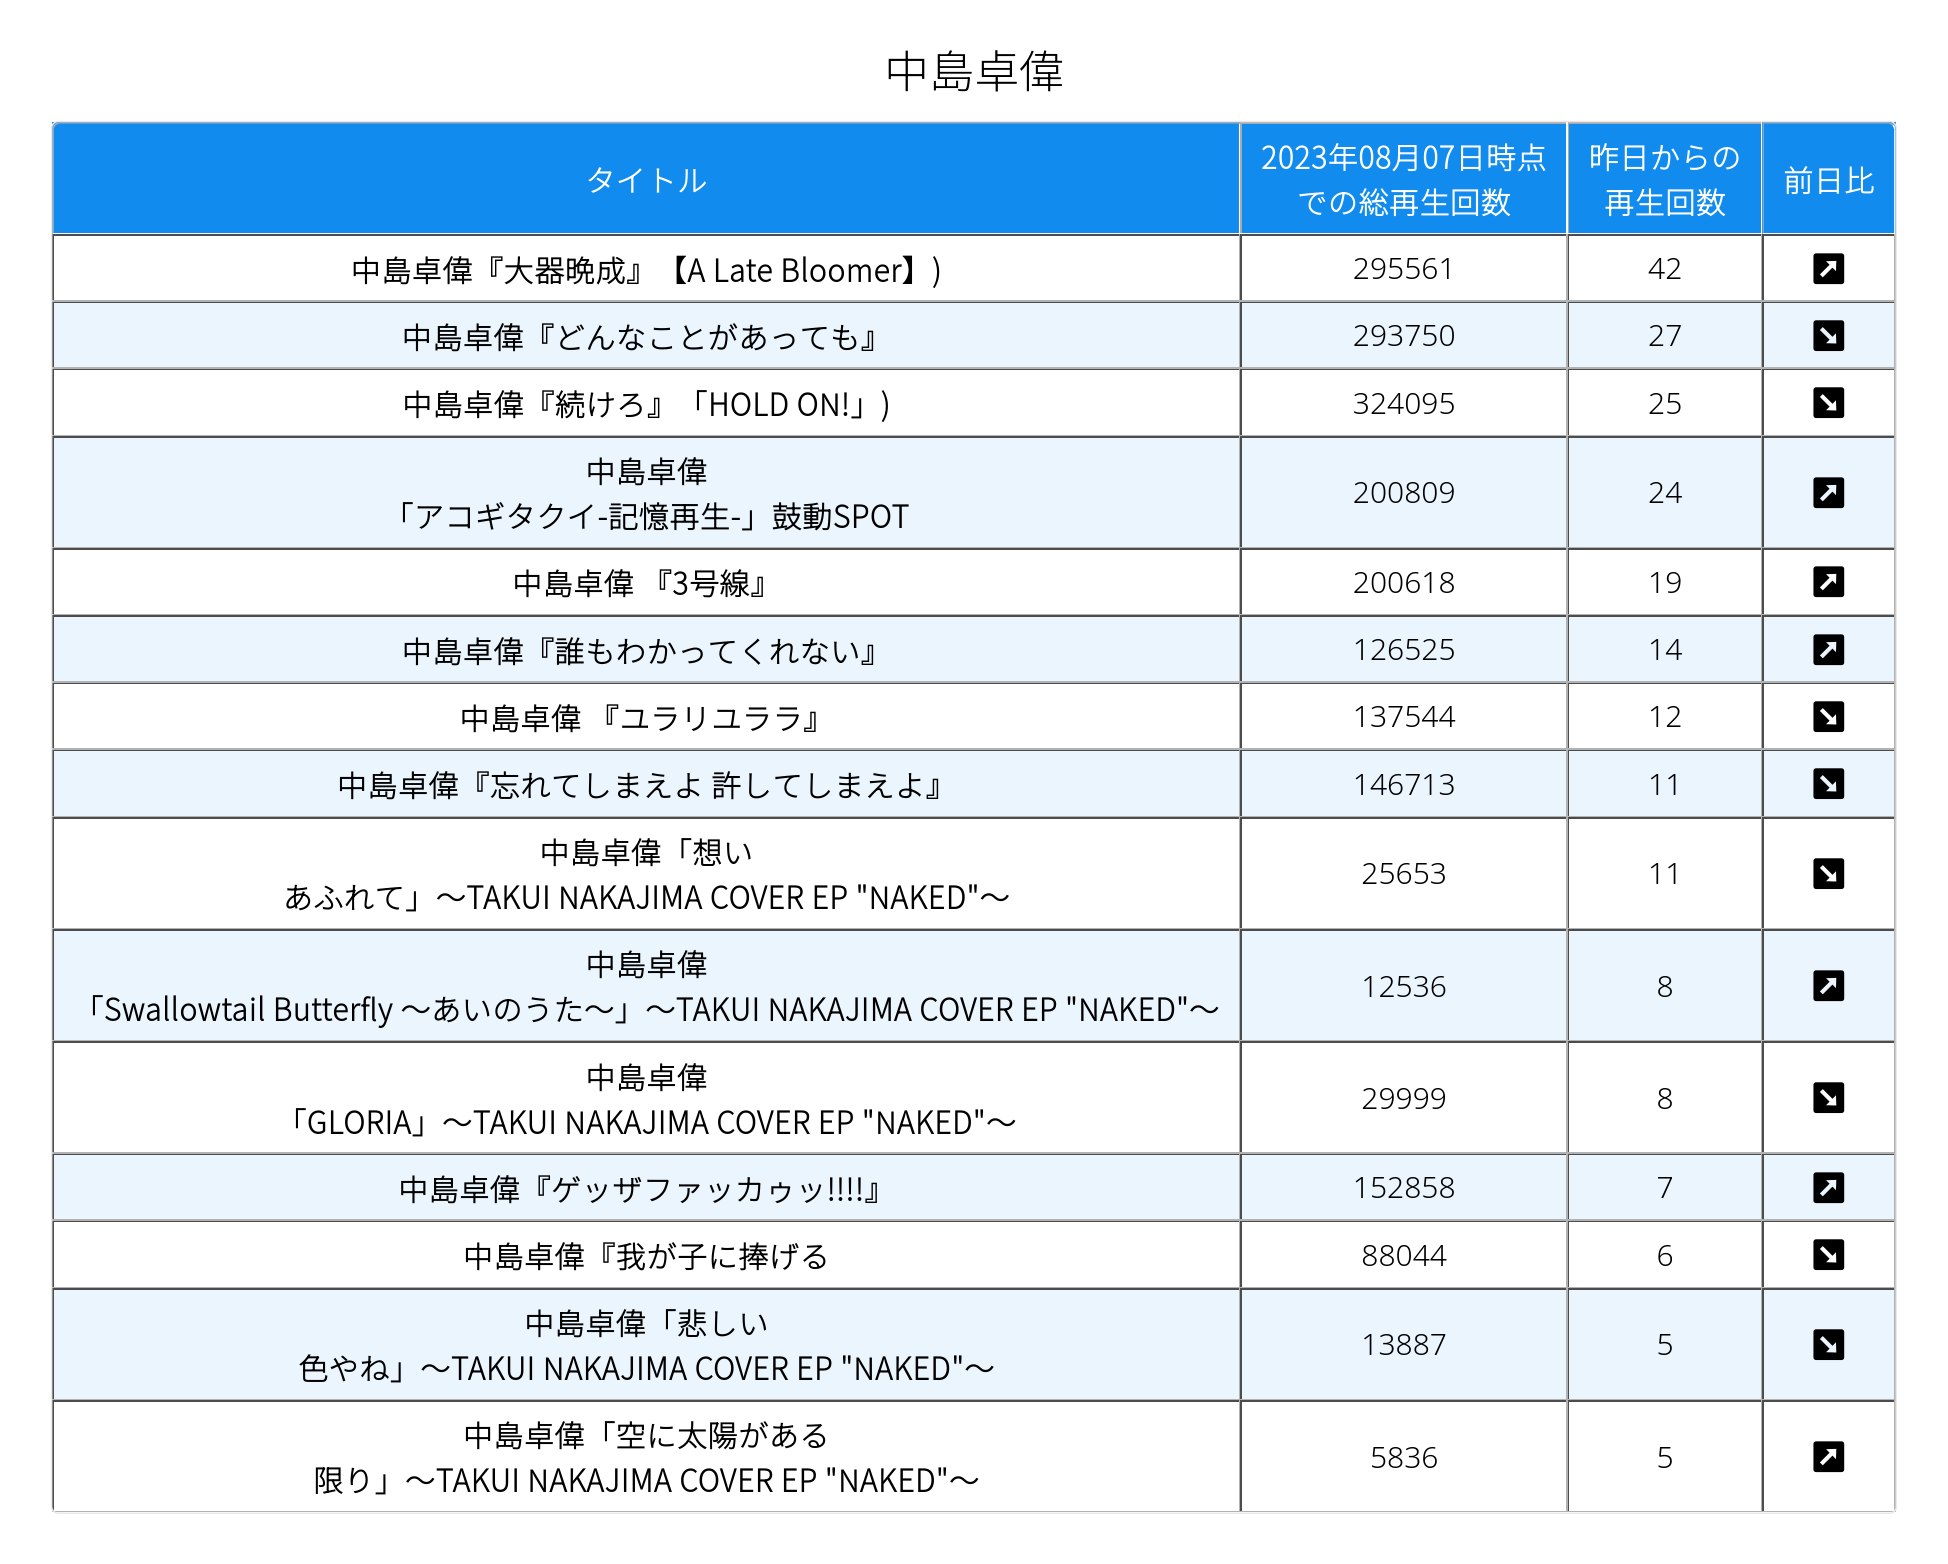 中島卓偉
タイトル
2023年08月07日時点
での総再生回数
昨日からの
再生回数
前日比
中島卓偉『大器晩成』【A Late Bloomer】)
295561
42
中島卓偉『どんなことがあっても』
293750
27
中島卓偉『続けろ』「HOLD ON!」)
324095
25
中島卓偉
「アコギタクイ-記憶再生-」鼓動SPOT
200809
24
中島卓偉 『3号線』
200618
19
中島卓偉『誰もわかってくれない』
126525
14
中島卓偉 『ユラリユララ』
137544
12
中島卓偉『忘れてしまえよ 許してしまえよ』
146713
11
中島卓偉「想い
あふれて」～TAKUI NAKAJIMA COVER EP "NAKED"～
25653
11
中島卓偉
「Swallowtail Butterfly ～あいのうた～」～TAKUI NAKAJIMA COVER EP "NAKED"～
12536
8
中島卓偉
「GLORIA」～TAKUI NAKAJIMA COVER EP "NAKED"～
29999
8
中島卓偉『ゲッザファッカゥッ!!!!』
152858
7
中島卓偉『我が子に捧げる
88044
6
中島卓偉「悲しい
色やね」～TAKUI NAKAJIMA COVER EP "NAKED"～
13887
5
中島卓偉「空に太陽がある
限り」～TAKUI NAKAJIMA COVER EP "NAKED"～
5836
5